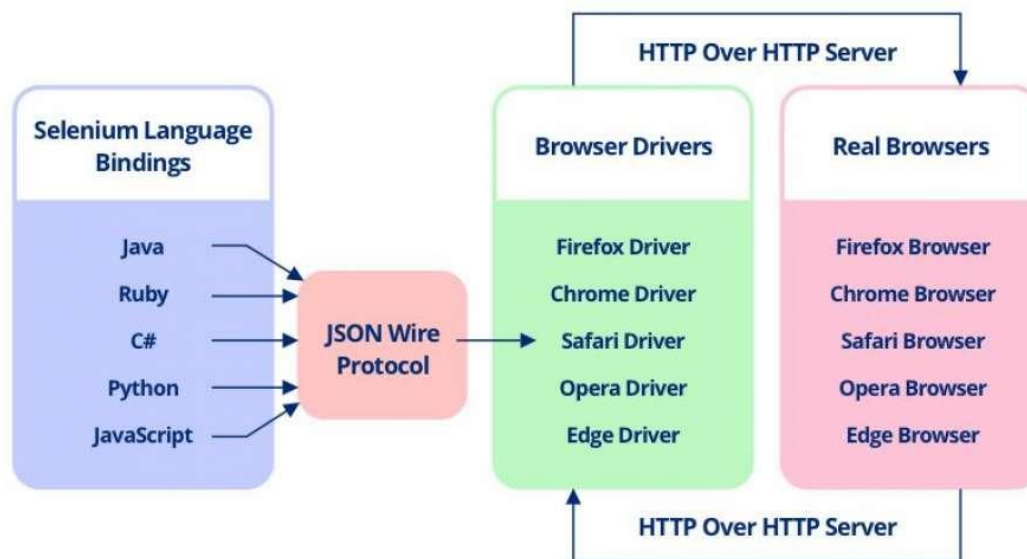 HTTP Over HTTP Server
Selenium Language
Bindings
Java
Ruby
C#
Python
JavaScript
JSON Wire
Protocol
Browser Drivers
Firefox Driver
Chrome Driver
Safari Driver
Opera Driver
Edge Driver
Real Browsers
Firefox Browser
Chrome Browser
Safari Browser
Opera Browser
Edge Browser
HTTP Over HTTP Server